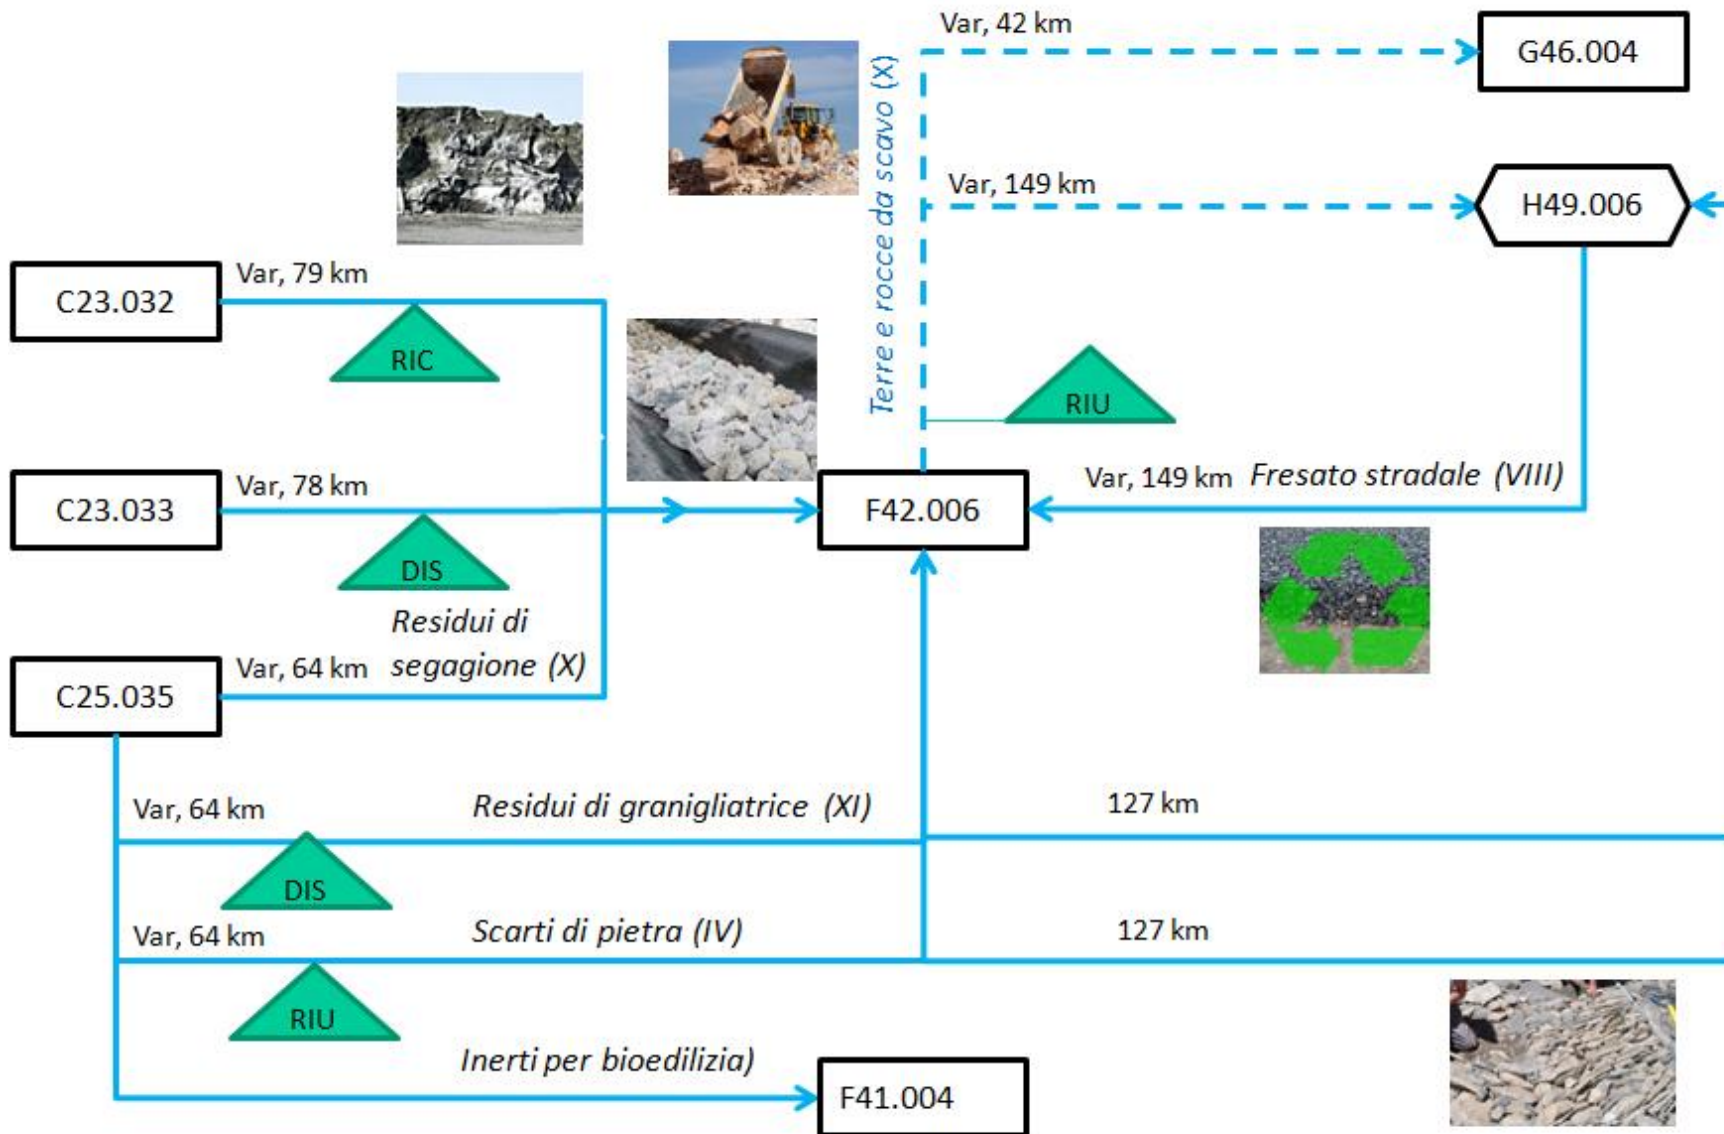 Var, 42 km
G46.004
Terre e rocce da scavo (X)
Var, 149 km
H49.006
Var, 79 km
C23.032
RIC
RIU
Var, 78 km
C23.033
F42.006
Var, 149 km Fresato stradale (VIII)
DIS
Residui di
segagione (X)
Var, 64 km
C25.035
Var, 64 km
Residui di granigliatrice (XI)
127 km
DIS
Var, 64 km
Scarti di pietra (IV)
127 km
RIU
Inerti per bioedilizia)
F41.004